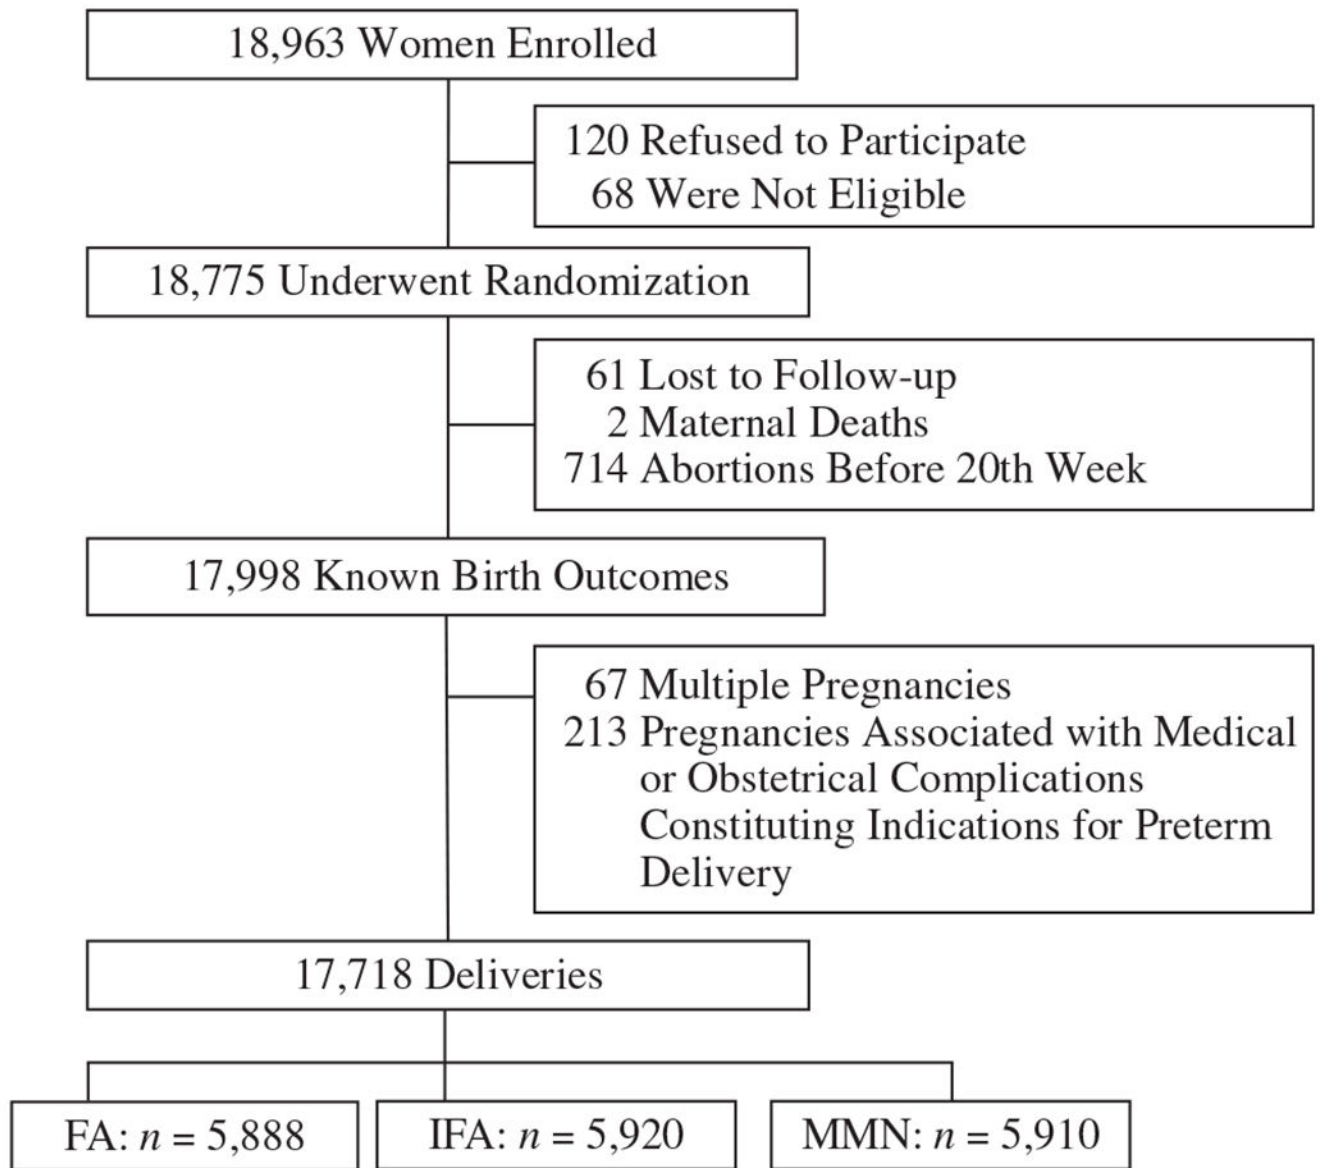 18,963 Women Enrolled
120 Refused to Participate
68 Were Not Eligible
18,775 Underwent Randomization
61 Lost to Follow-up
2 Maternal Deaths
714 Abortions Before 20th Week
17,998 Known Birth Outcomes
67 Multiple Pregnancies
213 Pregnancies Associated with Medical
or Obstetrical Complications
Constituting Indications for Preterm
Delivery
17,718 Deliveries
FA: n = 5,888
IFA: n = 5,920
MMN: n = 5,910